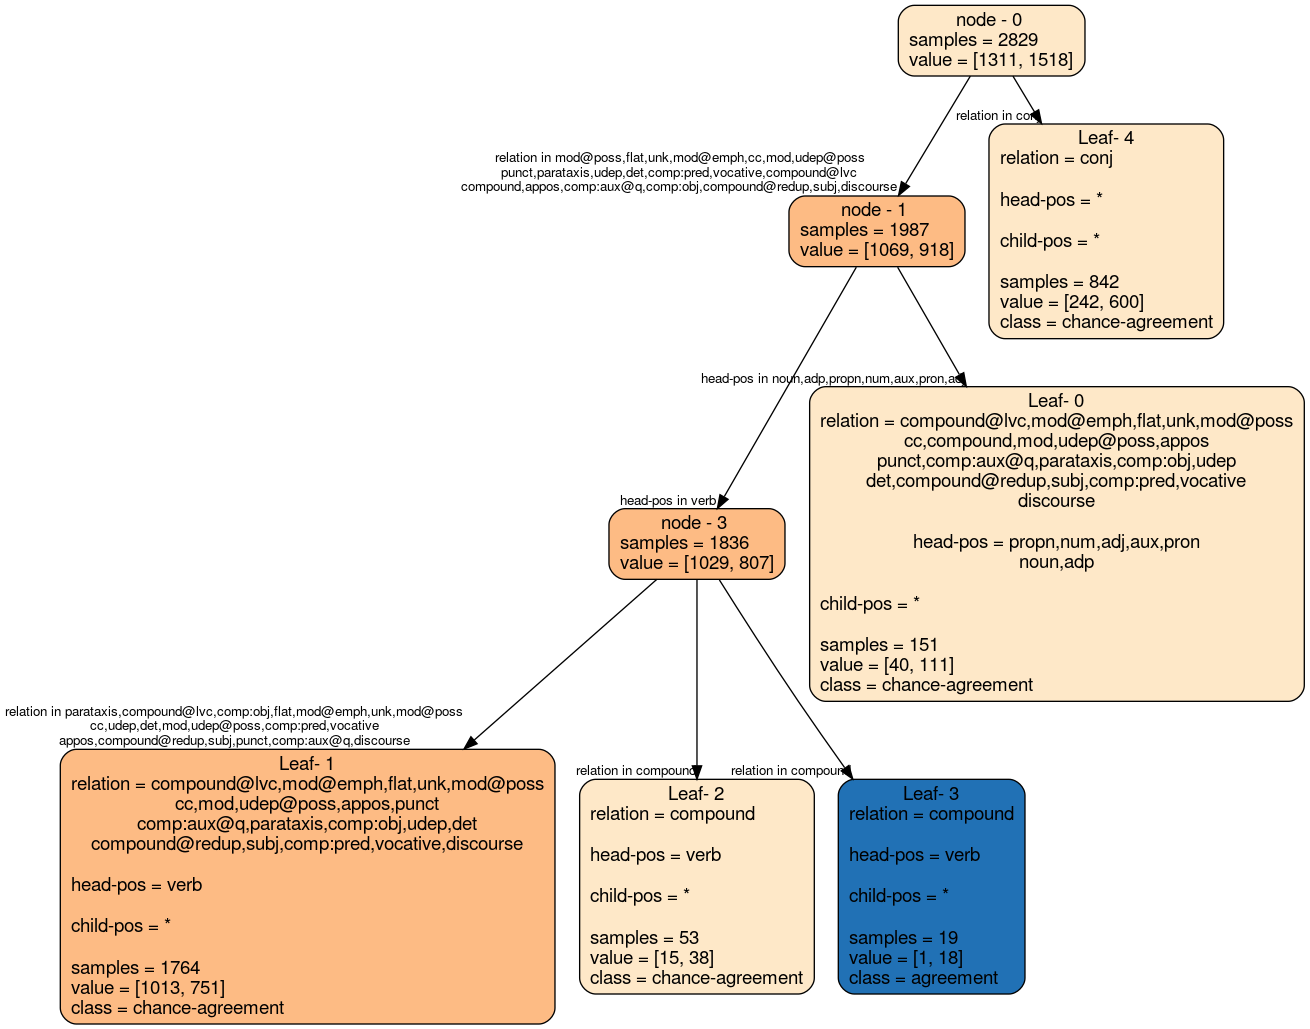 node - 0
samples = 2829
value = [1311, 1518]
relation in
Leaf- 4
relation = conj
head-pos = *
child-pos = *
samples = 842
value = [242, 600]
class = chance-agreement
relation in mod@poss,flat,unk,mod@emph,cc,mod,udep@poss
punct,parataxis,udep,det,comp:pred,vocative,compound@lvc
compound,appos,comp:aux@q,comp:obj,compound@redup,subj,discourse
node - 1
samples = 1987
value = [1069, 918]
head-pos in noun,adp,propn,num,aux,pron,
Leaf- 0
relation = compound@lvc,mod@emph,flat,unk,mod@poss
cc,compound,mod,udep@poss,appos
punct,comp:aux@q,parataxis,comp:obj,udep
det,compound@redup,subj,comp:pred,vocative
discourse
head-pos = propn,num,adj,aux,pron
noun,adp
child-pos = *
samples = 151
value = [40, 111]
class = chance-agreement
head-pos in verb
node - 3
samples = 1836
value = [1029, 807]
relation in parataxis,compound@lvc,comp:obj,flat,mod@emph,unk,mod@poss
cc,udep,det,mod,udep@poss,comp:pred,vocative
appos,compound@redup,subj,punct,comp:aux@q,discourse
Leaf- 1
relation = compound@lvc,mod@emph,flat,unk,mod@poss
cc,mod,udep@poss,appos,punct
comp:aux@q,parataxis,comp:obj,udep,det
compound@redup,subj,comp:pred,vocative,discourse
head-pos = verb
child-pos = *
samples = 1764
value = [1013, 751]
class = chance-agreement
relation in compound
Leaf- 2
relation = compound
head-pos = verb
child-pos = *
samples = 53
value = [15, 38]
class = chance-agreement
relation in compound
Leaf- 3
relation = compound
head-pos = verb
child-pos = *
samples = 19
value = [1, 18]
class = agreement